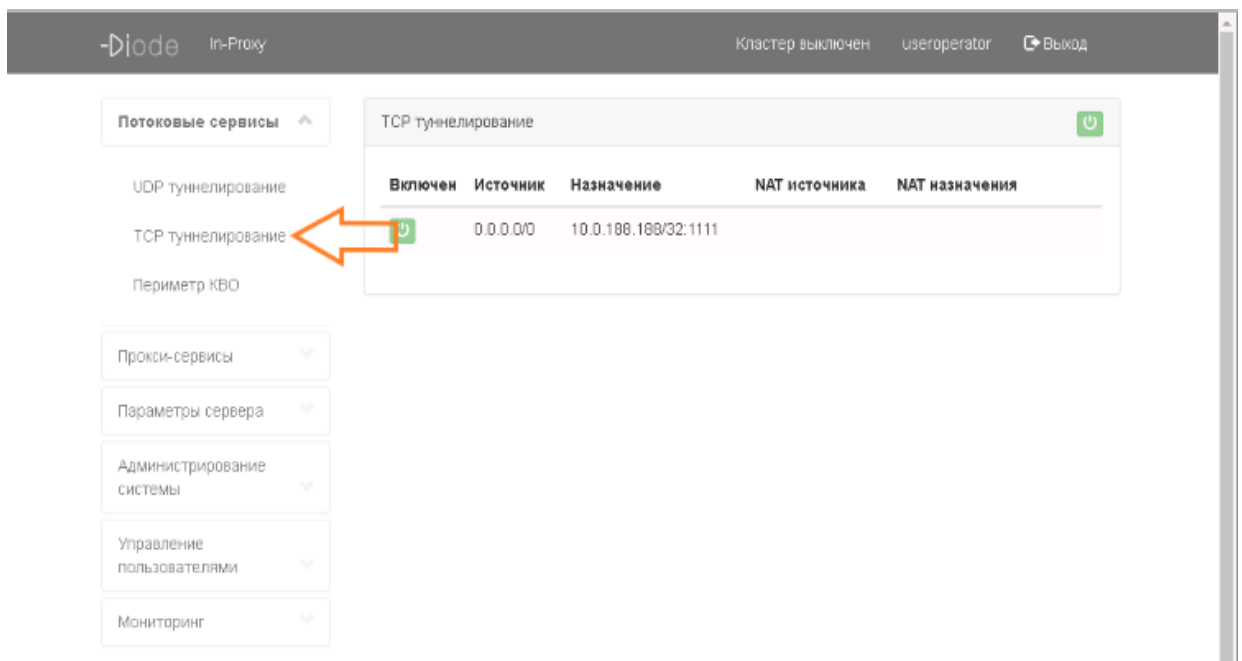 -Diode In-Proxy Кластер выключен useroperator Выход
Потоковые сервисы
UDP туннелирование
TCP туннелирование
Периметр КВО
Прокси-сервисы
Параметры сервера
Администрирование
системы
Управление
пользователями
Мониторинг
TCP туннелирование
Включен Источник Назначение NAT источника NAT назначения
0.0.0.0/0 10.0.188.188/32:1111